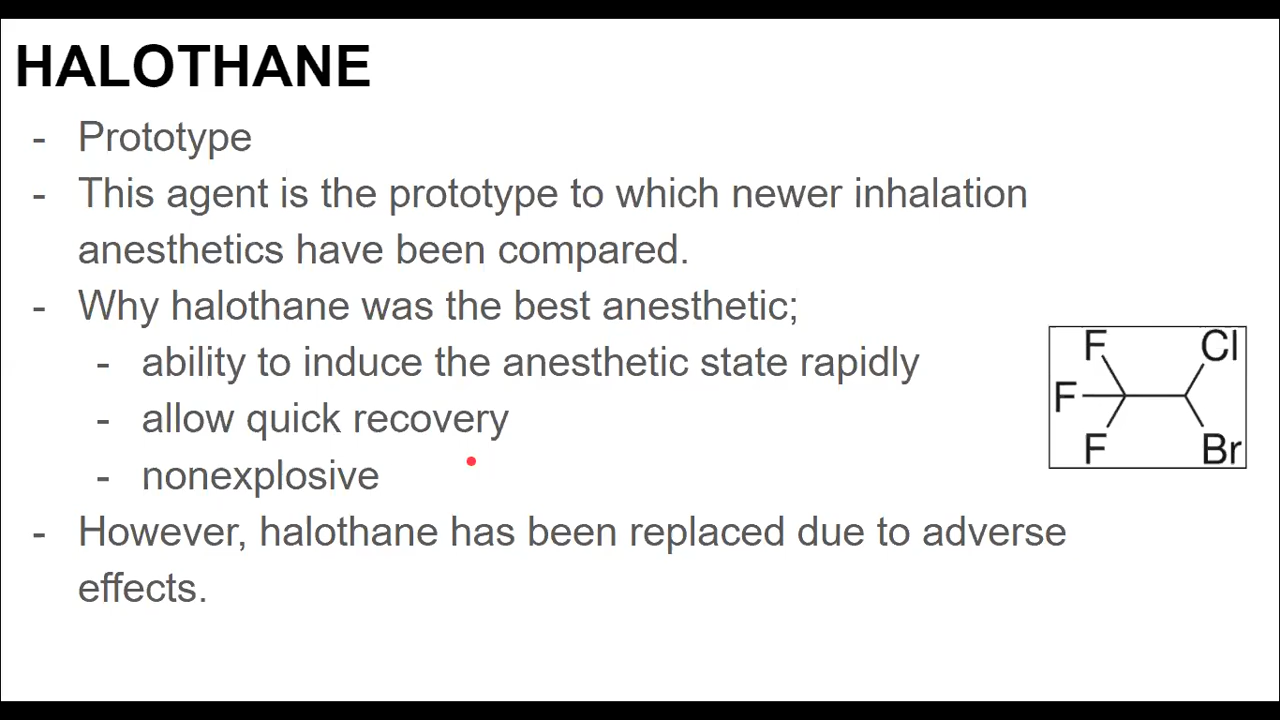 HALOTHANE
- Prototype
- This agent is the prototype to which newer inhalation
anesthetics have been compared.
- Why halothane was the best anesthetic;
- ability to induce the anesthetic state rapidly
- allow quick recovery
- nonexplosive
- However, halothane has been replaced due to adverse
effects.
F Cl
F
F Br